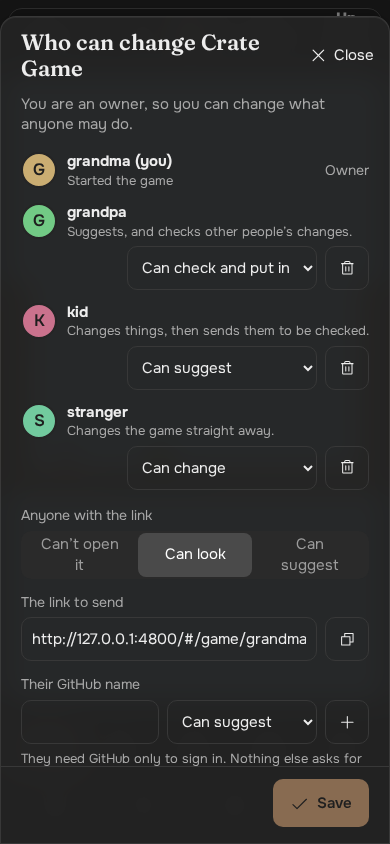 Who can change Crate
Game
Close
You are an owner, so you can change what
anyone may do.
G
grandma (you)
Started the game
Owner
G
grandpa
Suggests, and checks other people's changes.
Can check and put in
K
kid
Changes things, then sends them to be checked.
Can suggest
S
stranger
Changes the game straight away.
Can change
Anyone with the link
Can't open
it
Can look
Can
suggest
The link to send
http://127.0.0.1:4800/#/game/grandma
Their GitHub name
Can suggest
They need GitHub only to sign in. Nothing else asks for
Save